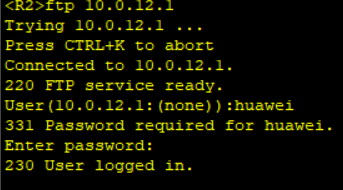 <R2>ftp 10.0.12.1
Trying 10.0.12.1 ...
Press CTRL+K to abort
Connected to 10.0.12.1.
220 FTP service ready.
User(10.0.12.1:(none)):huawei
331 Password required for huawei.
Enter password:
230 User logged in.